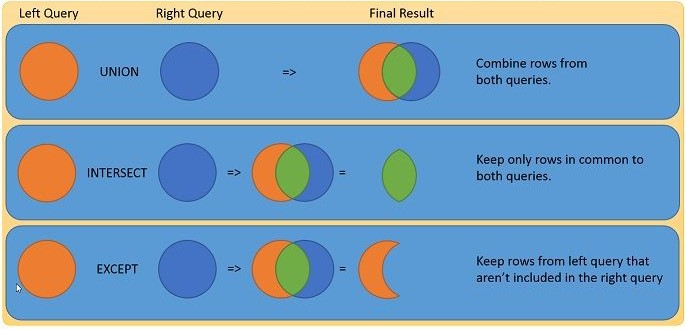 Left Query Right Query Final Result
UNION => Combine rows from
both queries.
INTERSECT => = Keep only rows in common to
both queries.
EXCEPT => = Keep rows from left query that
aren't included in the right query